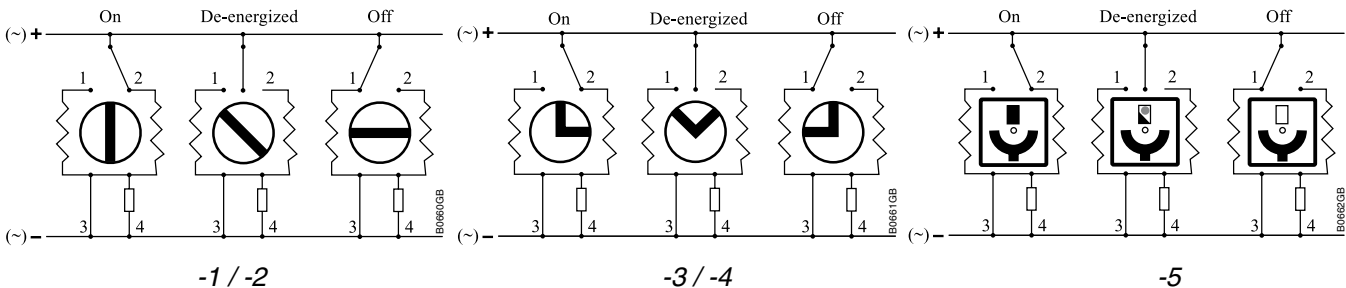 On De-energized Off
(~) +
1 2 1 2 1 2
3 4 3 4 3 4
(~) –
B0660GB
-1 / -2
On De-energized Off
(~) +
1 2 1 2 1 2
3 4 3 4 3 4
(~) –
B0661GB
-3 / -4
On De-energized Off
(~) +
1 2 1 2 1 2
3 4 3 4 3 4
(~) –
B0662GB
-5